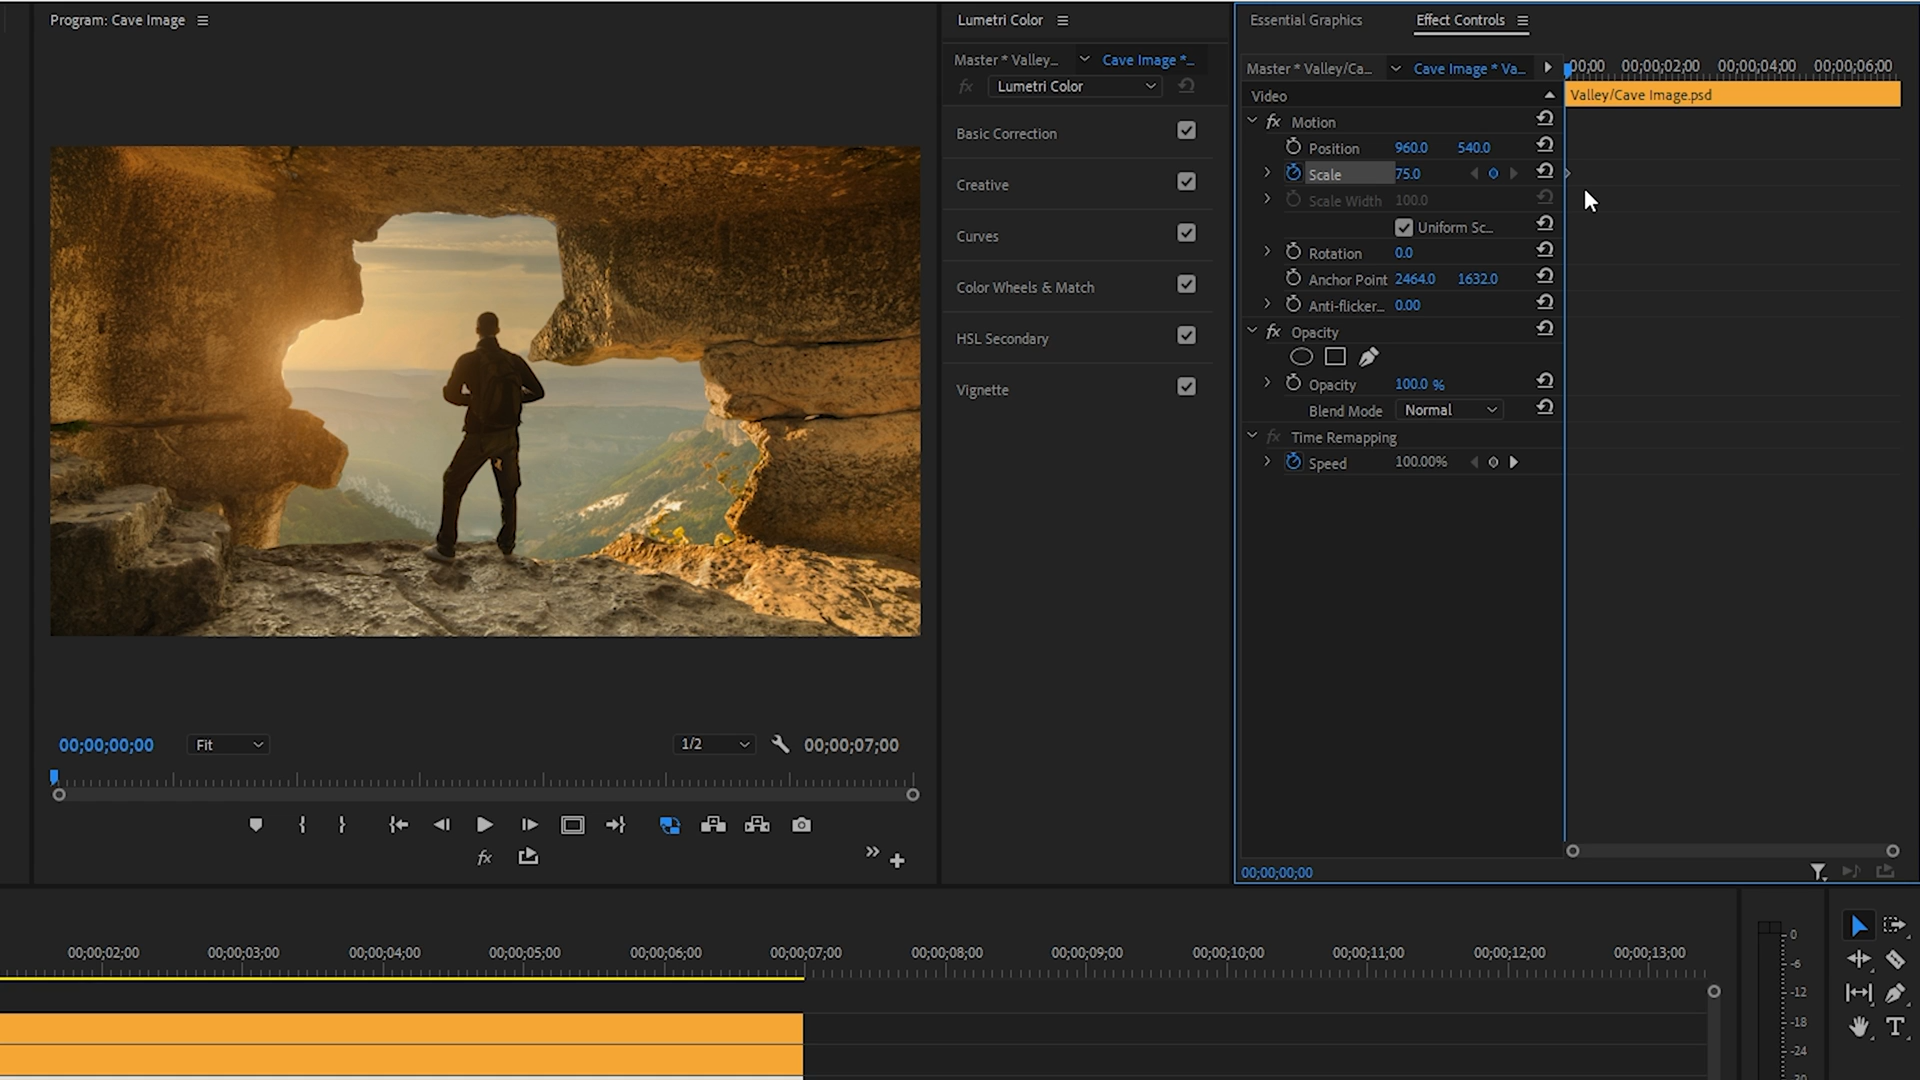 Program: Cave Image
Lumetri Color
Essential Graphics
Effect Controls
Master * Valley...
Cave Image *...
fx
Lumetri Color
Basic Correction
Creative
Curves
Color Wheels & Match
HSL Secondary
Vignette
Master * Valley/Ca...
Cave Image * Va...
00;00
00;00;02;00
00;00;04;00
00;00;06;00
Video
Valley/Cave Image.psd
fx Motion
Position 960.0 540.0
Scale 75.0
Scale Width 100.0
Uniform Sc...
Rotation 0.0
Anchor Point 2464.0 1632.0
Anti-flicker... 0.00
fx Opacity
Opacity 100.0 %
Blend Mode Normal
fx Time Remapping
Speed 100.00%
00;00;00;00
Fit
1/2
00;00;07;00
fx
00;00;00;00
00;00;02;00
00;00;03;00
00;00;04;00
00;00;05;00
00;00;06;00
00;00;07;00
00;00;08;00
00;00;09;00
00;00;10;00
00;00;11;00
00;00;12;00
00;00;13;00
0
-6
-12
-18
-24